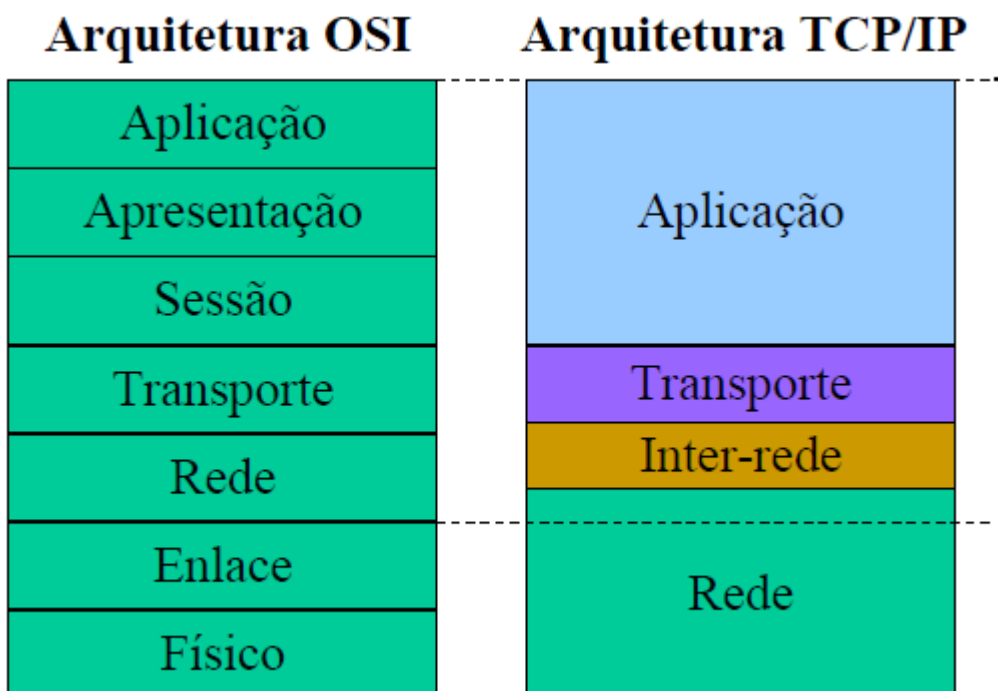 Arquitetura OSI
Aplicação
Apresentação
Sessão
Transporte
Rede
Enlace
Físico
Arquitetura TCP/IP
Aplicação
Transporte
Inter-rede
Rede